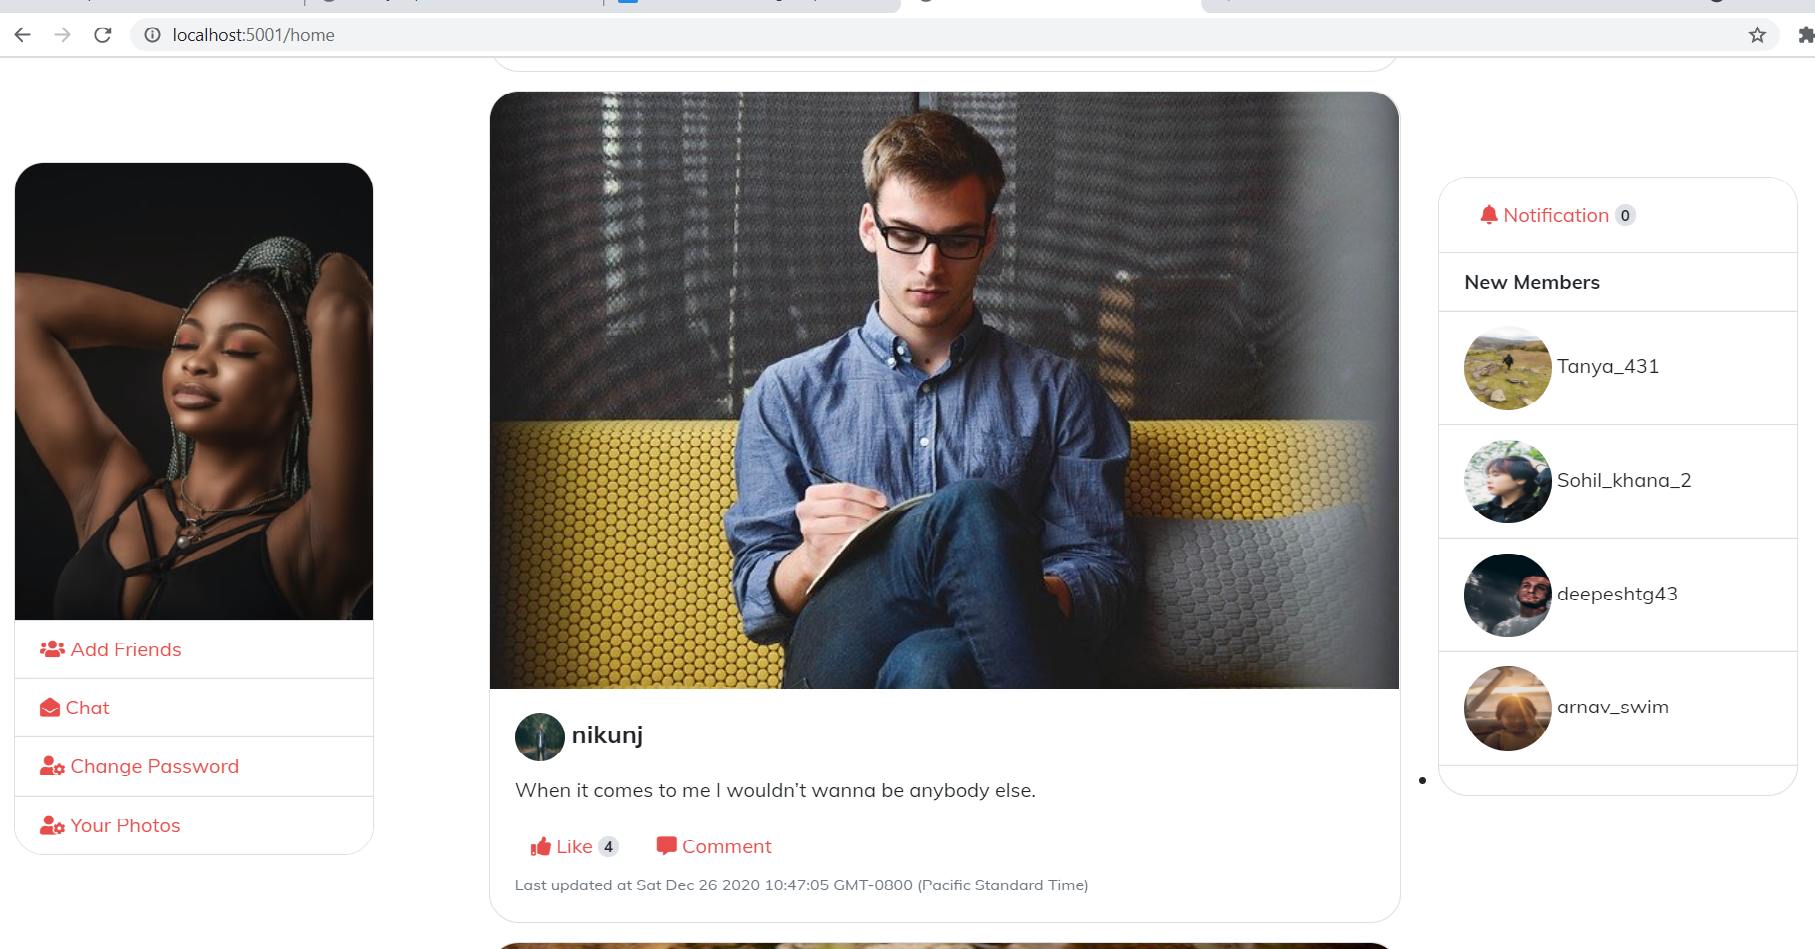 localhost:5001/home
Add Friends
Chat
Change Password
Your Photos
nikunj
When it comes to me I wouldn't wanna be anybody else.
Like 4 Comment
Last updated at Sat Dec 26 2020 10:47:05 GMT-0800 (Pacific Standard Time)
Notification 0
New Members
Tanya_431
Sohil_khana_2
deepeshtg43
arnav_swim